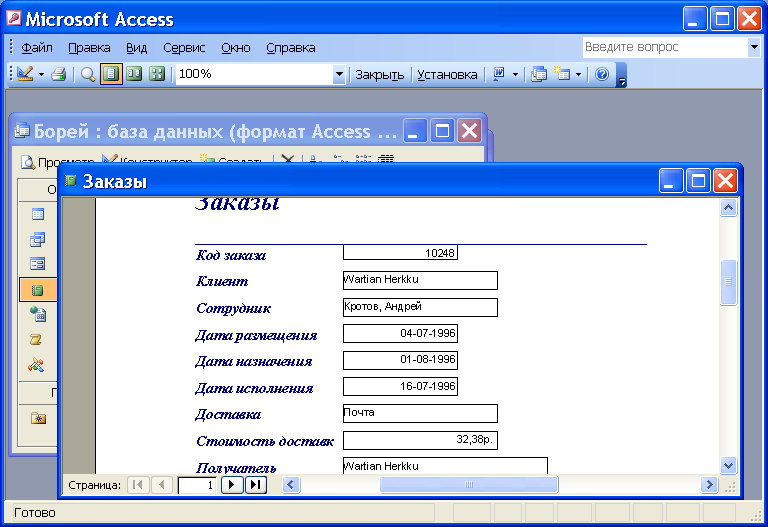 Microsoft Access
Файл Правка Вид Сервис Окно Справка Введите вопрос
100% Закрыть Установка
Борей : база данных (формат Access ...
Просмотр Конструктор Создать
Заказы
Заказы
Код заказа 10248
Клиент Wartian Herkku
Сотрудник Кротов, Андрей
Дата размещения 04-07-1996
Дата назначения 01-08-1996
Дата исполнения 16-07-1996
Доставка Почта
Стоимость доставк 32,38р.
Получатель Wartian Herkku
Страница: 1
Готово